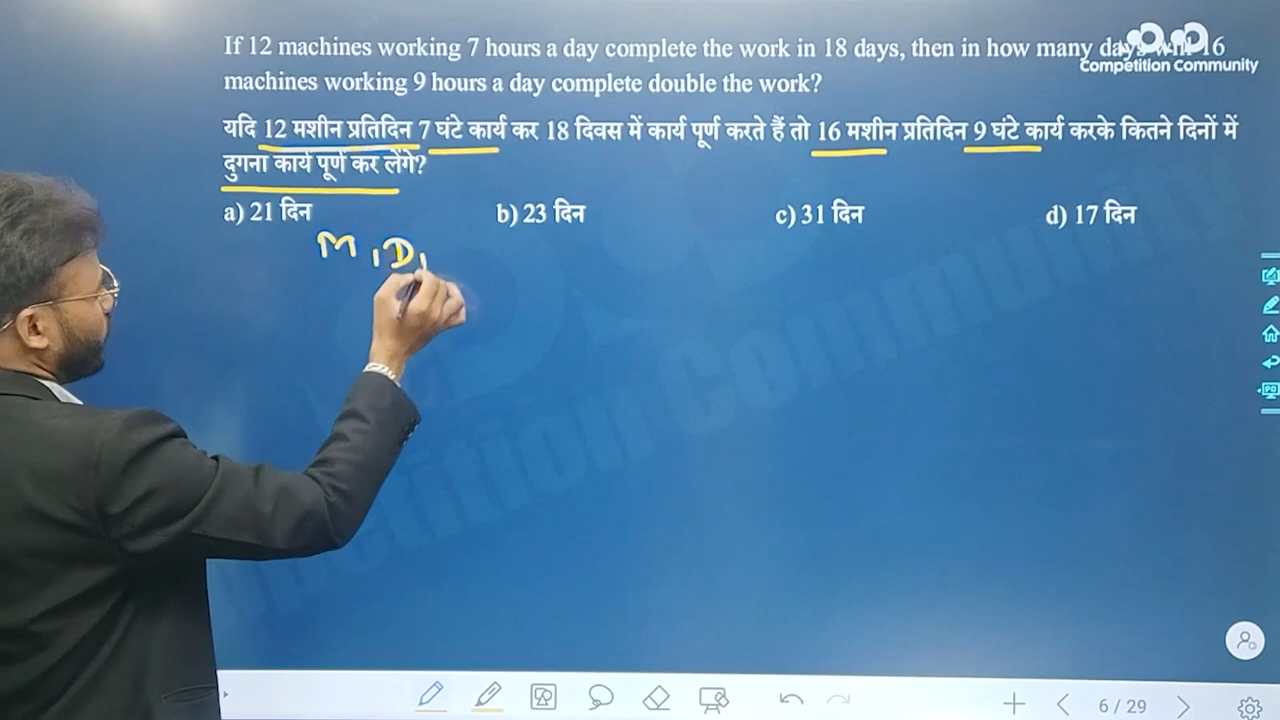 If 12 machines working 7 hours a day complete the work in 18 days, then in how many days will 16
Competition Community
machines working 9 hours a day complete double the work?
यदि 12 मशीन प्रतिदिन 7 घंटे कार्य कर 18 दिवस में कार्य पूर्ण करते हैं तो 16 मशीन प्रतिदिन 9 घंटे कार्य करके कितने दिनों में
दुगना कार्य पूर्ण कर लेंगे?
a) 21 दिन b) 23 दिन c) 31 दिन d) 17 दिन
M₁D₁
6 / 29